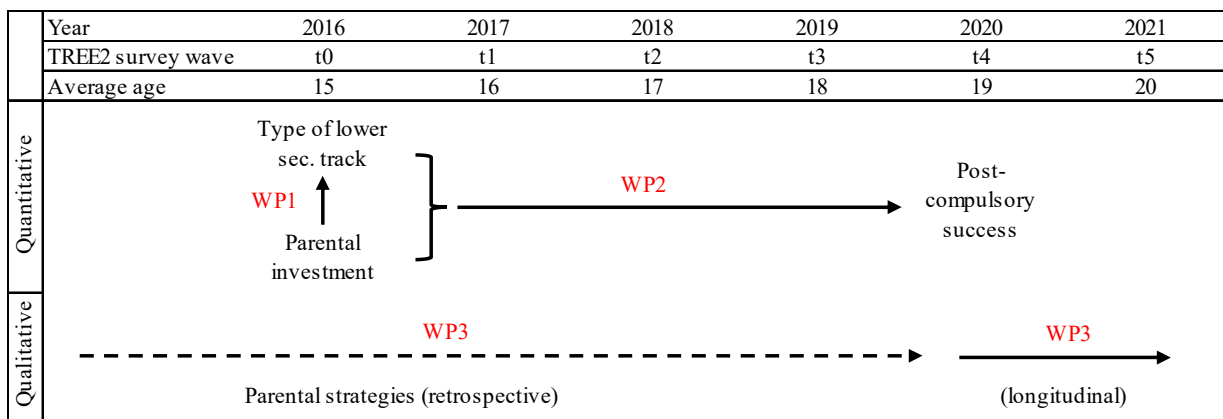 Year 2016 2017 2018 2019 2020 2021
TREE2 survey wave t0 t1 t2 t3 t4 t5
Average age 15 16 17 18 19 20
Quantitative
Type of lower
sec. track
WP1
Parental
investment
WP2
Post-
compulsory
success
Qualitative
WP3
WP3
Parental strategies (retrospective)
(longitudinal)